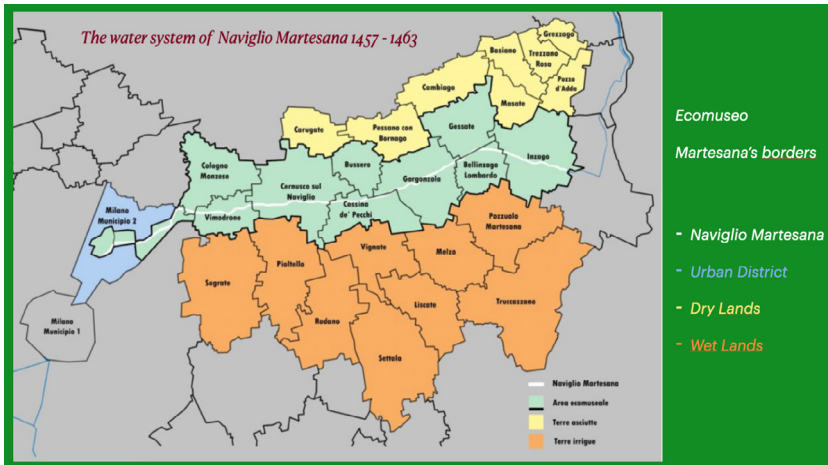 The water system of Naviglio Martesana 1457 - 1463
Grezzago
Basiano
Trezzano
Rosa
Pozzo
d'Adda
Cambiago
Masate
Carugate
Pessano con
Bornago
Gessate
Inzago
Cologno
Monzese
Bussero
Bellinzago
Lombardo
Cernusco sul
Naviglio
Gorgonzola
Milano
Municipio 2
Vimodrone
Cassina
de' Pecchi
Pozzuolo
Martesana
Vignate
Melzo
Segrate
Pioltello
Liscate
Truccazzano
Rodano
Milano
Municipio 1
Settala
Naviglio Martesana
Area ecomuseale
Terre asciutte
Terre irrigue
Ecomuseo
Martesana's borders
- Naviglio Martesana
- Urban District
- Dry Lands
- Wet Lands